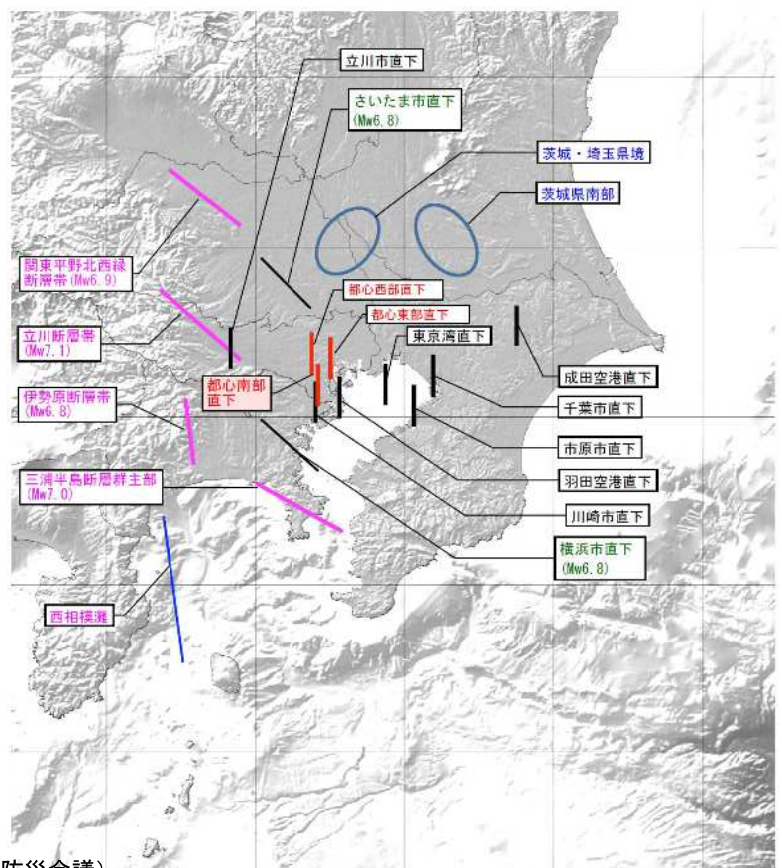 立川市直下
さいたま市直下
(Mw6.8)
茨城・埼玉県境
茨城県南部
関東平野北西縁
断層帯(Mw6.9)
都心西部直下
都心東部直下
東京湾直下
立川断層帯
(Mw7.1)
成田空港直下
都心南部
直下
伊勢原断層帯
(Mw6.8)
千葉市直下
市原市直下
三浦半島断層群主部
(Mw7.0)
羽田空港直下
川崎市直下
横浜市直下
(Mw6.8)
西相模灘
防災会議)